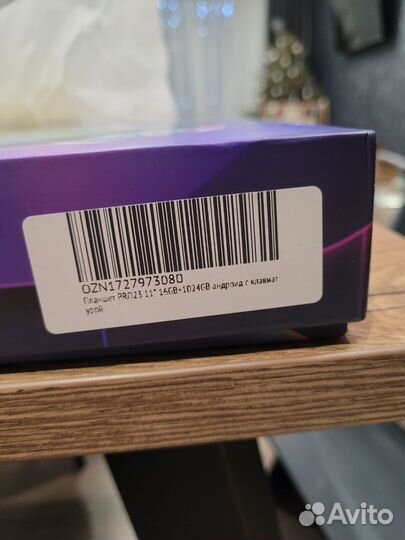 OZN1727973080
Планшет PRO23 11" 16GB+1024GB андроид с клавиат
урой
Avito